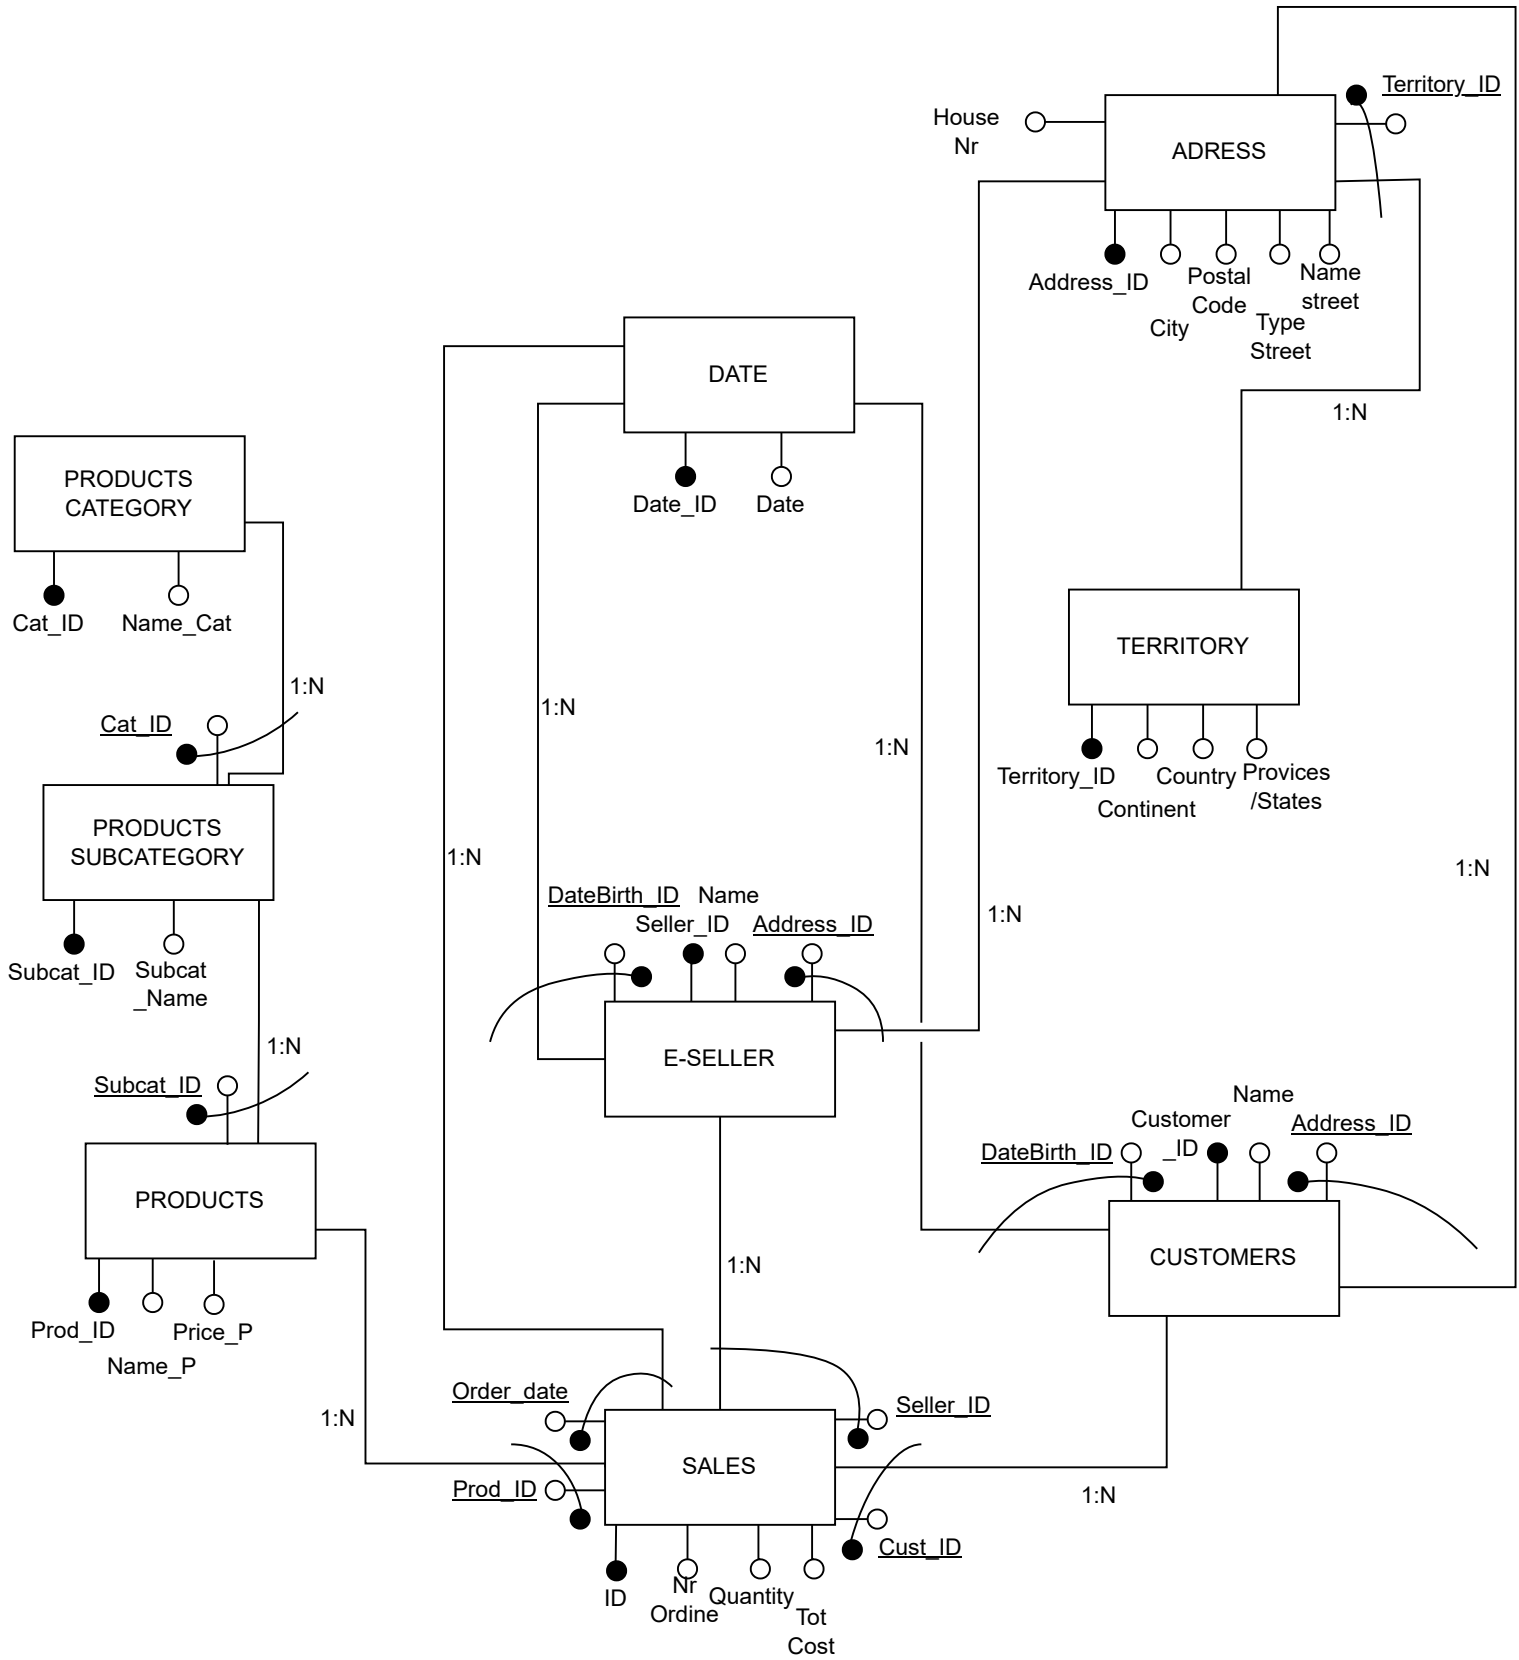 Territory_ID
House
Nr
ADRESS
Address_ID
Postal
Code
Name
street
City
Type
Street
DATE
1:N
Date_ID
Date
PRODUCTS
CATEGORY
Cat_ID
Name_Cat
1:N
Cat_ID
1:N
1:N
TERRITORY
Territory_ID
Country
Provices
/States
Continent
PRODUCTS
SUBCATEGORY
1:N
1:N
DateBirth_ID
Name
Seller_ID
Address_ID
1:N
Subcat_ID
Subcat
_Name
1:N
E-SELLER
Subcat_ID
Name
Customer
_ID
Address_ID
DateBirth_ID
PRODUCTS
1:N
CUSTOMERS
Prod_ID
Price_P
Name_P
Order_date
Seller_ID
1:N
SALES
Prod_ID
1:N
Cust_ID
ID
Nr
Ordine
Quantity
Tot
Cost